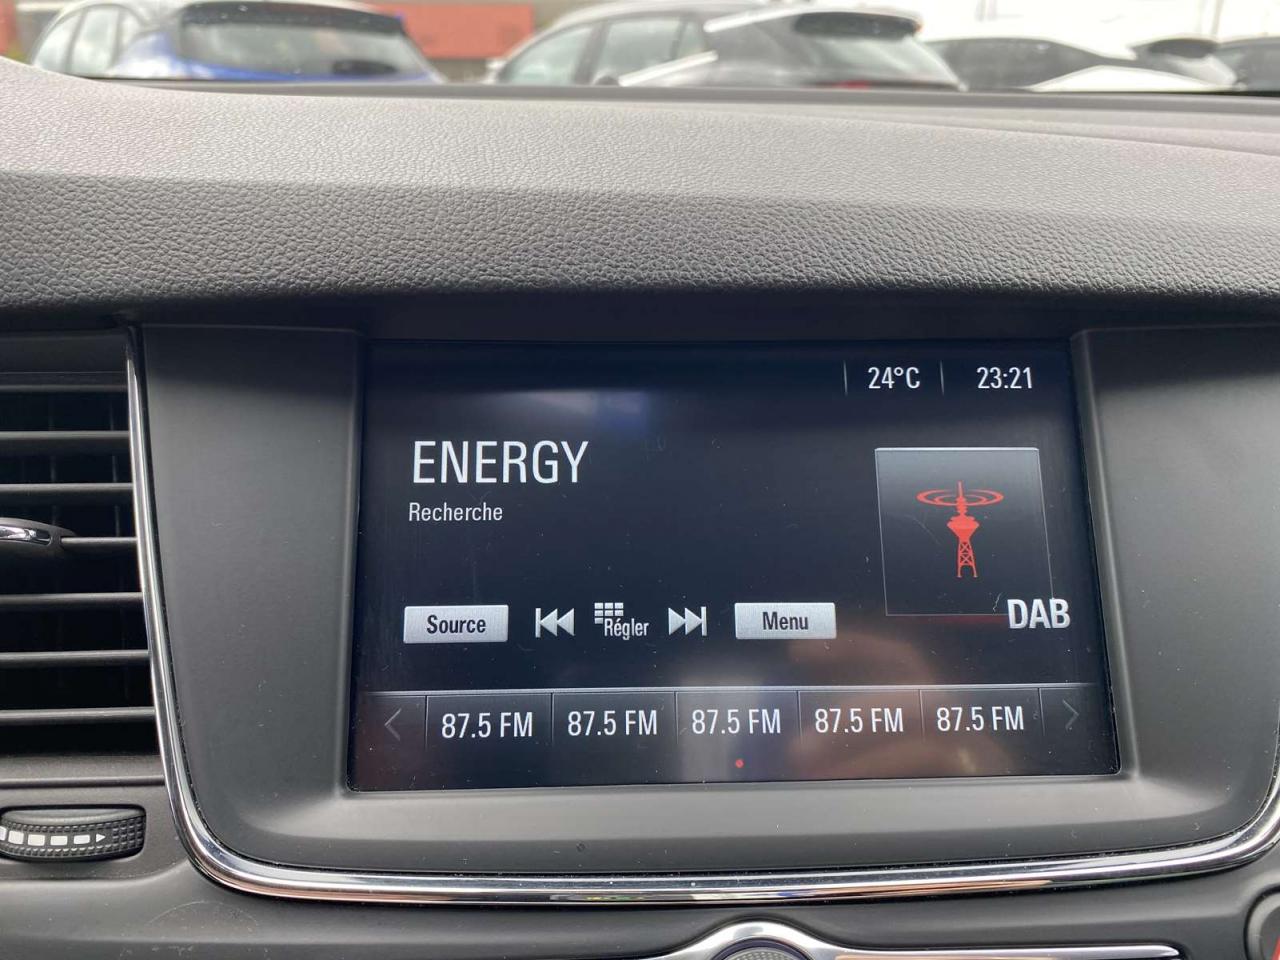 24°C 23:21
ENERGY
Recherche
DAB
Source Régler Menu
87.5 FM 87.5 FM 87.5 FM 87.5 FM 87.5 FM